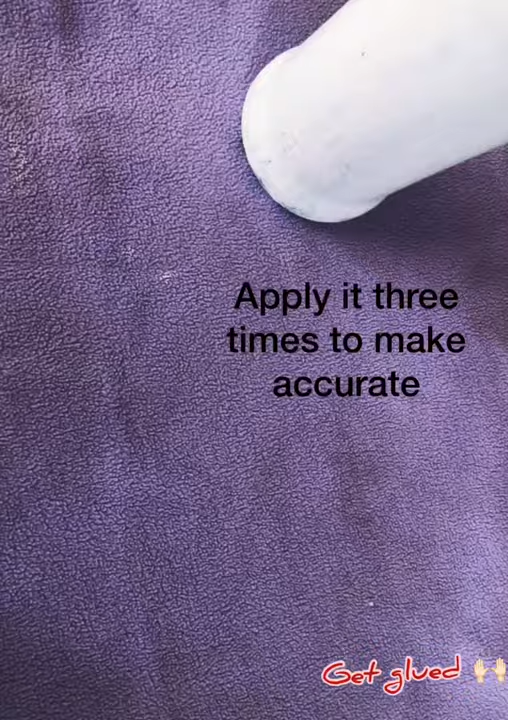 Apply it three
times to make
accurate
Get glued 🙌🏼